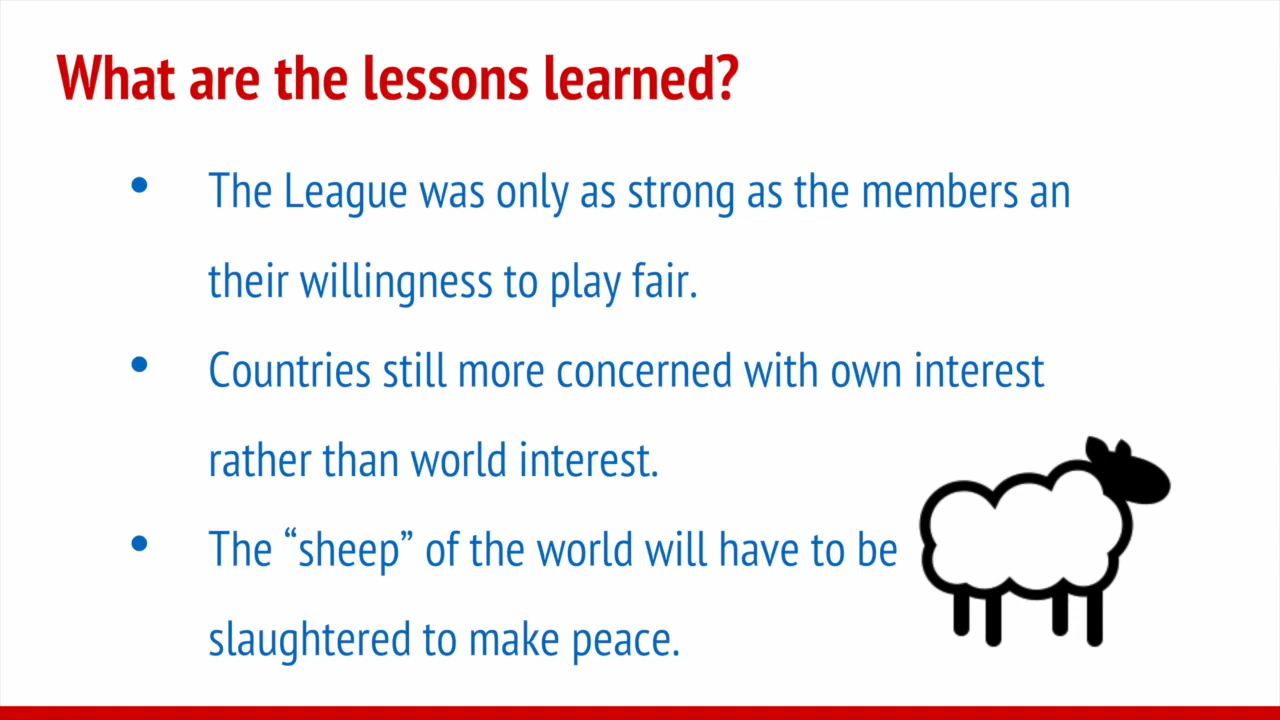 What are the lessons learned?
• The League was only as strong as the members an
their willingness to play fair.
• Countries still more concerned with own interest
rather than world interest.
• The “sheep” of the world will have to be
slaughtered to make peace.